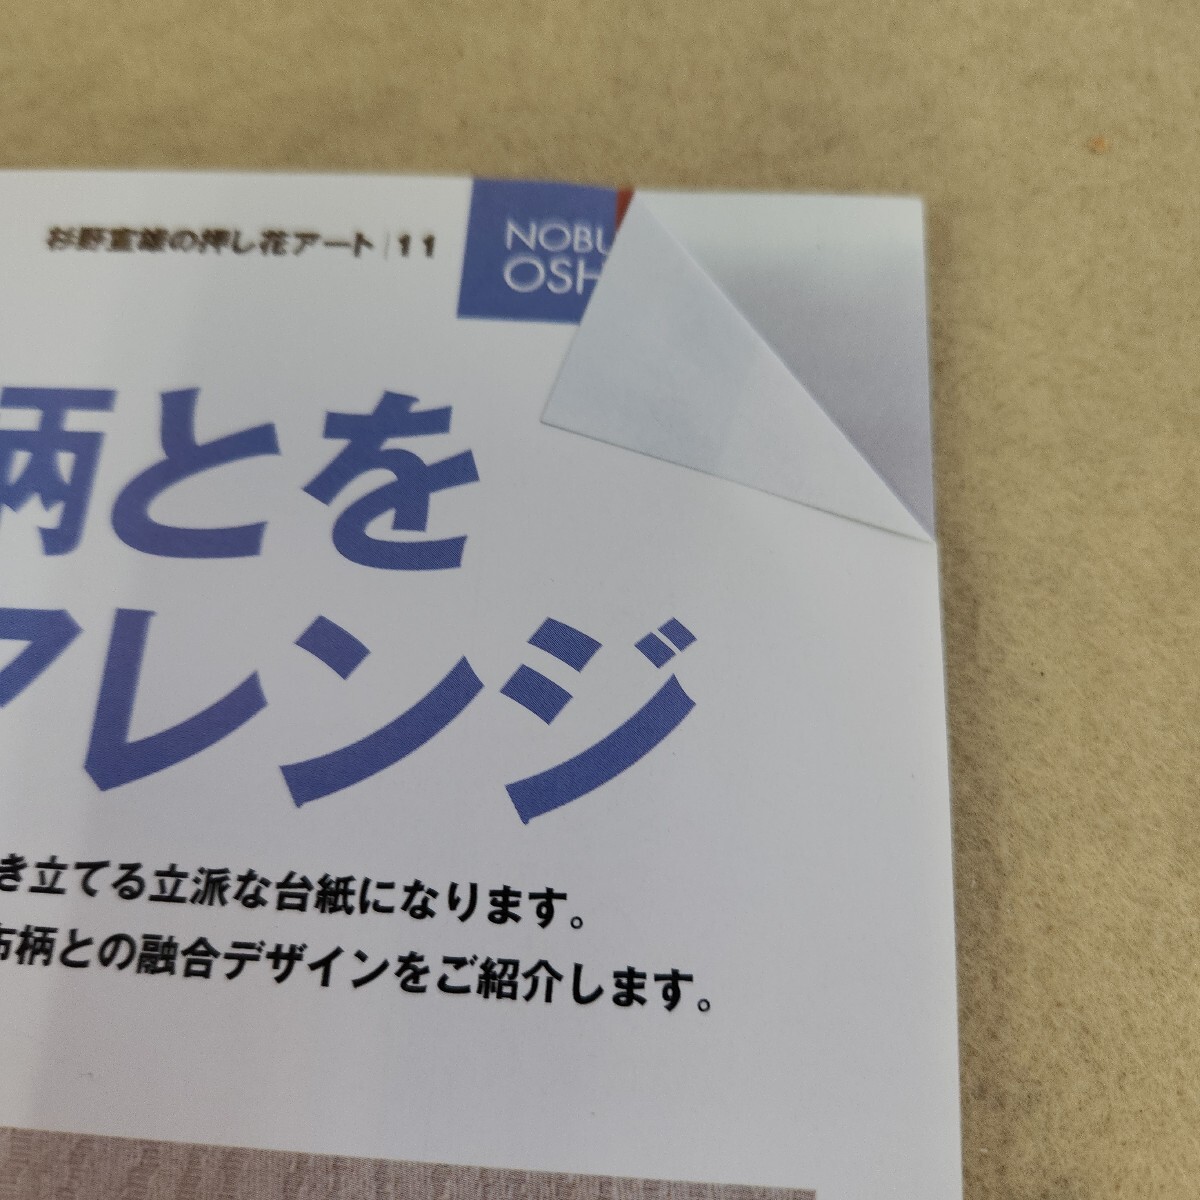 杉野宣雄の押し花アート｜11
NOBU
OSH
柄とを
アレンジ
き立てる立派な台紙になります。
布柄との融合デザインをご紹介します。